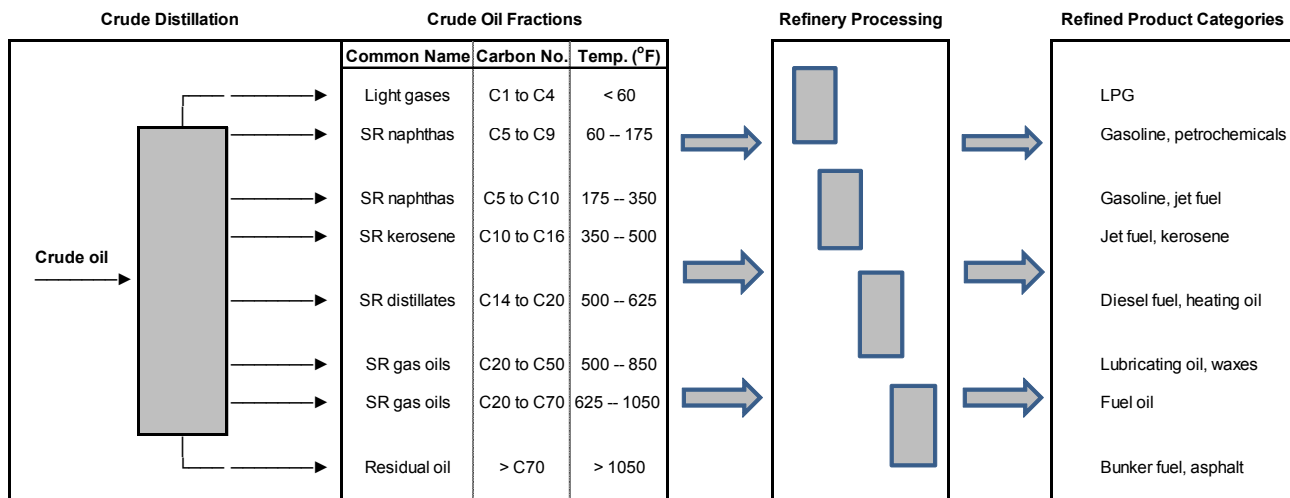 Crude Distillation Crude Oil Fractions Refinery Processing Refined Product Categories
Common Name Carbon No. Temp. (°F)
Light gases C1 to C4 < 60 LPG
SR naphthas C5 to C9 60 -- 175 Gasoline, petrochemicals
SR naphthas C5 to C10 175 -- 350 Gasoline, jet fuel
SR kerosene C10 to C16 350 -- 500 Jet fuel, kerosene
Crude oil
SR distillates C14 to C20 500 -- 625 Diesel fuel, heating oil
SR gas oils C20 to C50 500 -- 850 Lubricating oil, waxes
SR gas oils C20 to C70 625 -- 1050 Fuel oil
Residual oil > C70 > 1050 Bunker fuel, asphalt